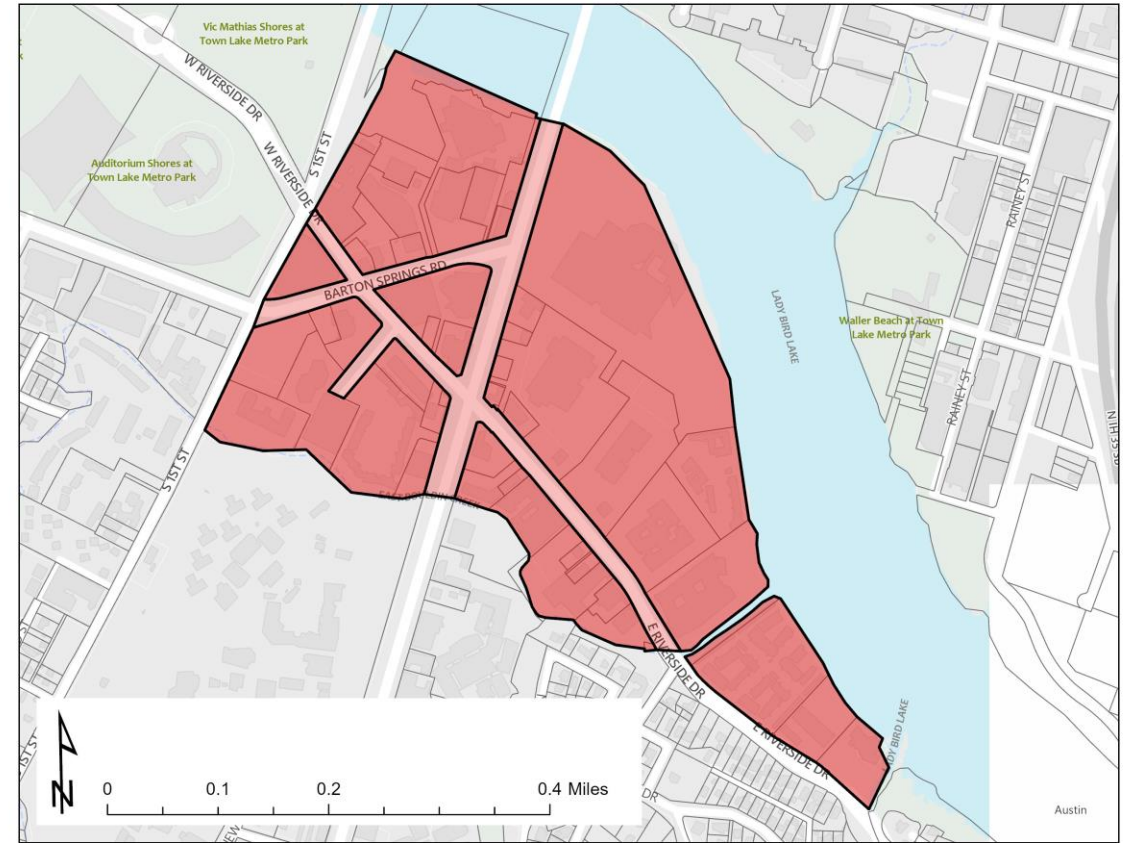 Vic Mathias Shores at
Town Lake Metro Park
W RIVERSIDE DR
S 1ST ST
W RIVERSIDE DR
Auditorium Shores at
Town Lake Metro Park
RAINEY ST
BARTON SPRINGS RD
LADY BIRD LAKE
Waller Beach at Town
Lake Metro Park
RAINEY ST
N IH 35
S 1ST ST
E RIVERSIDE DR
E RIVERSIDE DR
LADY BIRD LAKE
N
0 0.1 0.2 0.4 Miles
DR
Austin